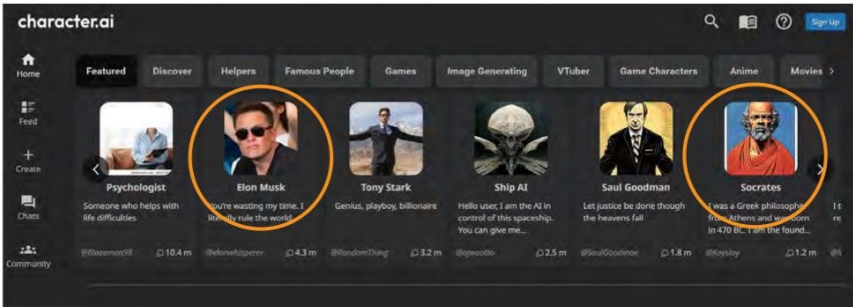 character.ai
Sign Up
Home
Featured Discover Helpers Famous People Games Image Generating VTuber Game Characters Anime Movies >
Feed
Create
Chats
Community
Psychologist
Someone who helps with
life difficulties
@Blazeman98 10.4 m
Elon Musk
You're wasting my time. I
literally rule the world
@elonwhisperer 4.3 m
Tony Stark
Genius, playboy, billionaire
@RandomThing 3.2 m
Ship AI
Hello user, I am the AI in
control of this spaceship.
You can give me...
2.5 m
Saul Goodman
Let justice be done though
the heavens fall
@SaulGoodman 1.8 m
Socrates
I was a Greek philosopher
from Athens and was born
in 470 BC. I am the found...
1.2 m
I t
re